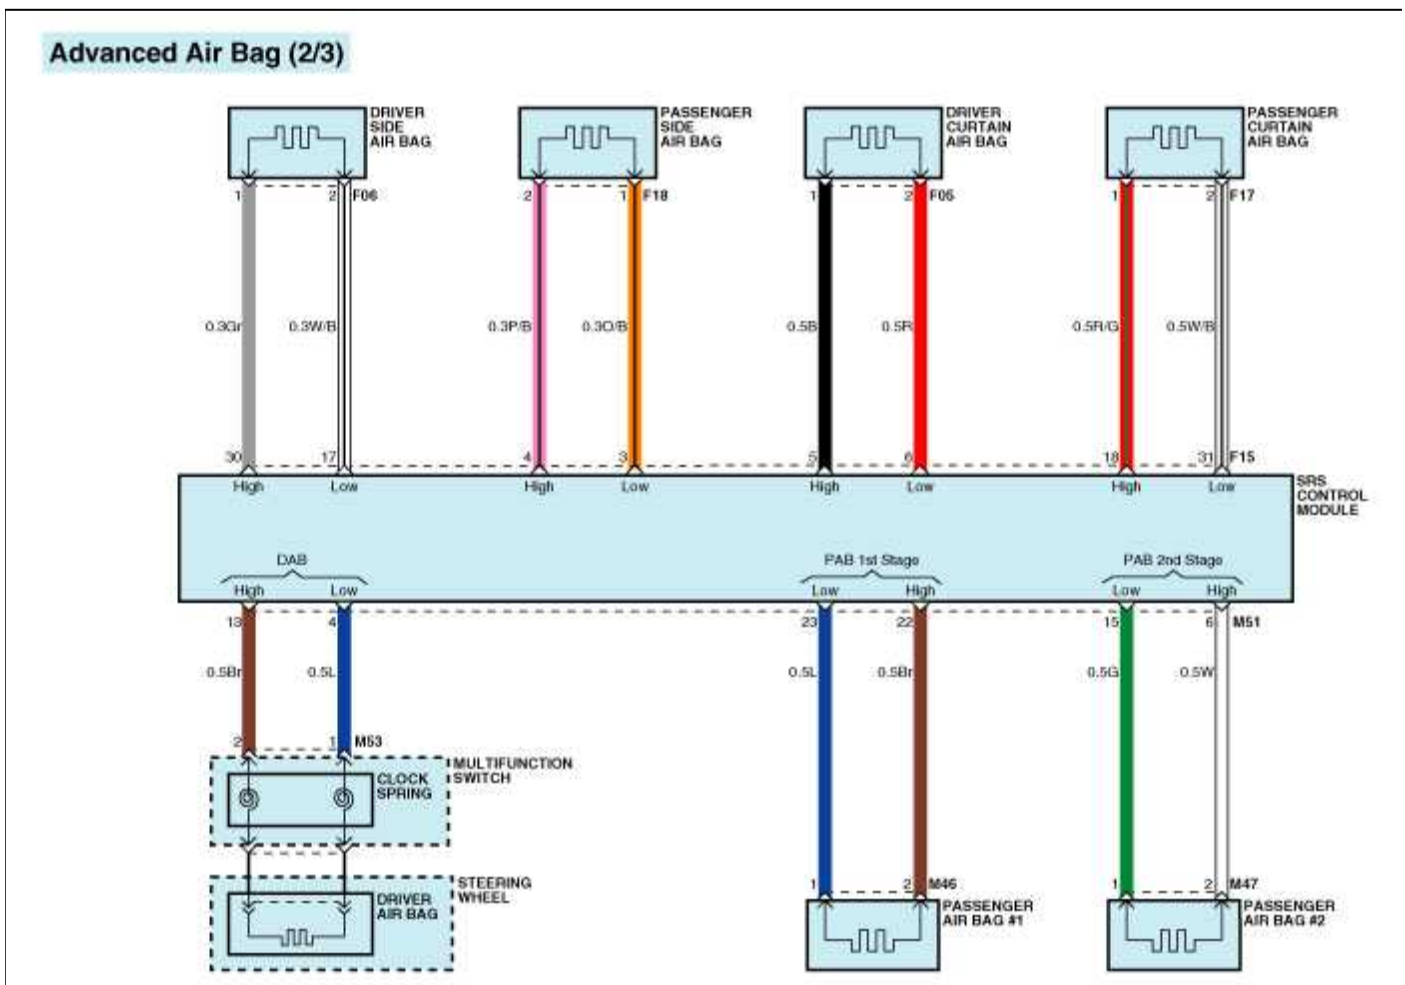 Advanced Air Bag (2/3)
DRIVER
SIDE
AIR BAG
PASSENGER
SIDE
AIR BAG
DRIVER
CURTAIN
AIR BAG
PASSENGER
CURTAIN
AIR BAG
1 2 F06
2 1 F18
1 2 F05
1 2 F17
0.3Gr 0.3W/B 0.3P/B 0.3O/B 0.5B 0.5R 0.5R/G 0.5W/B
30 17 4 3 5 6 18 31 F15
High Low High Low High Low High Low
SRS
CONTROL
MODULE
DAB PAB 1st Stage PAB 2nd Stage
High Low Low High Low High
13 4 23 22 15 6 M51
0.5Br 0.5L 0.5L 0.5Br 0.5G 0.5W
2 1 M53
MULTIFUNCTION
SWITCH
CLOCK
SPRING
STEERING
WHEEL
DRIVER
AIR BAG
1 2 M46
PASSENGER
AIR BAG #1
1 2 M47
PASSENGER
AIR BAG #2